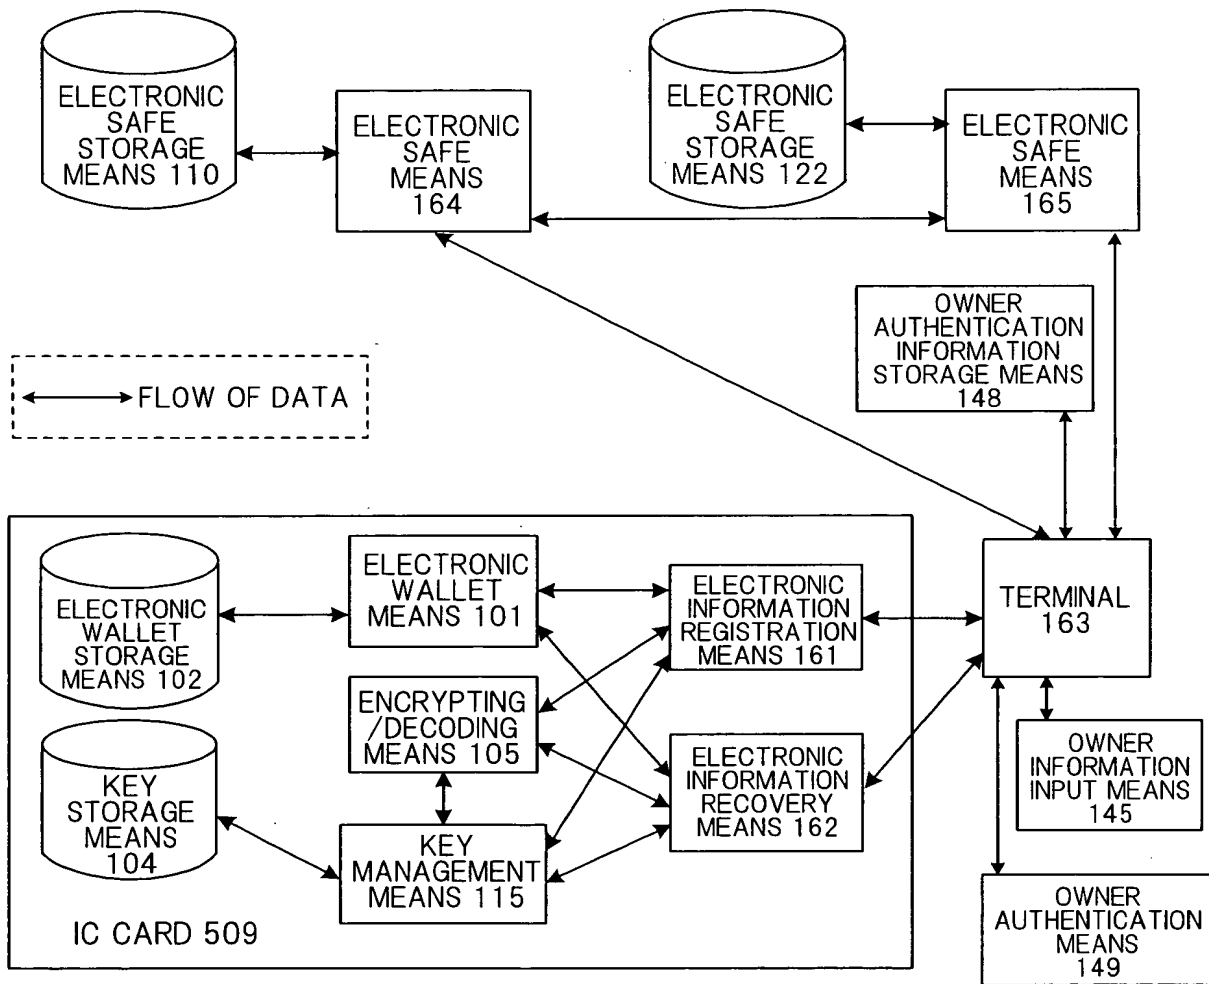 ELECTRONIC
SAFE
STORAGE
MEANS 110
ELECTRONIC
SAFE
MEANS
164
ELECTRONIC
SAFE
STORAGE
MEANS 122
ELECTRONIC
SAFE
MEANS
165
OWNER
AUTHENTICATION
INFORMATION
STORAGE MEANS
148
FLOW OF DATA
ELECTRONIC
WALLET
STORAGE
MEANS 102
ELECTRONIC
WALLET
MEANS 101
ELECTRONIC
INFORMATION
REGISTRATION
MEANS 161
TERMINAL
163
ENCRYPTING
/DECODING
MEANS 105
KEY
STORAGE
MEANS
104
KEY
MANAGEMENT
MEANS 115
ELECTRONIC
INFORMATION
RECOVERY
MEANS 162
OWNER
INFORMATION
INPUT MEANS
145
IC CARD 509
OWNER
AUTHENTICATION
MEANS
149